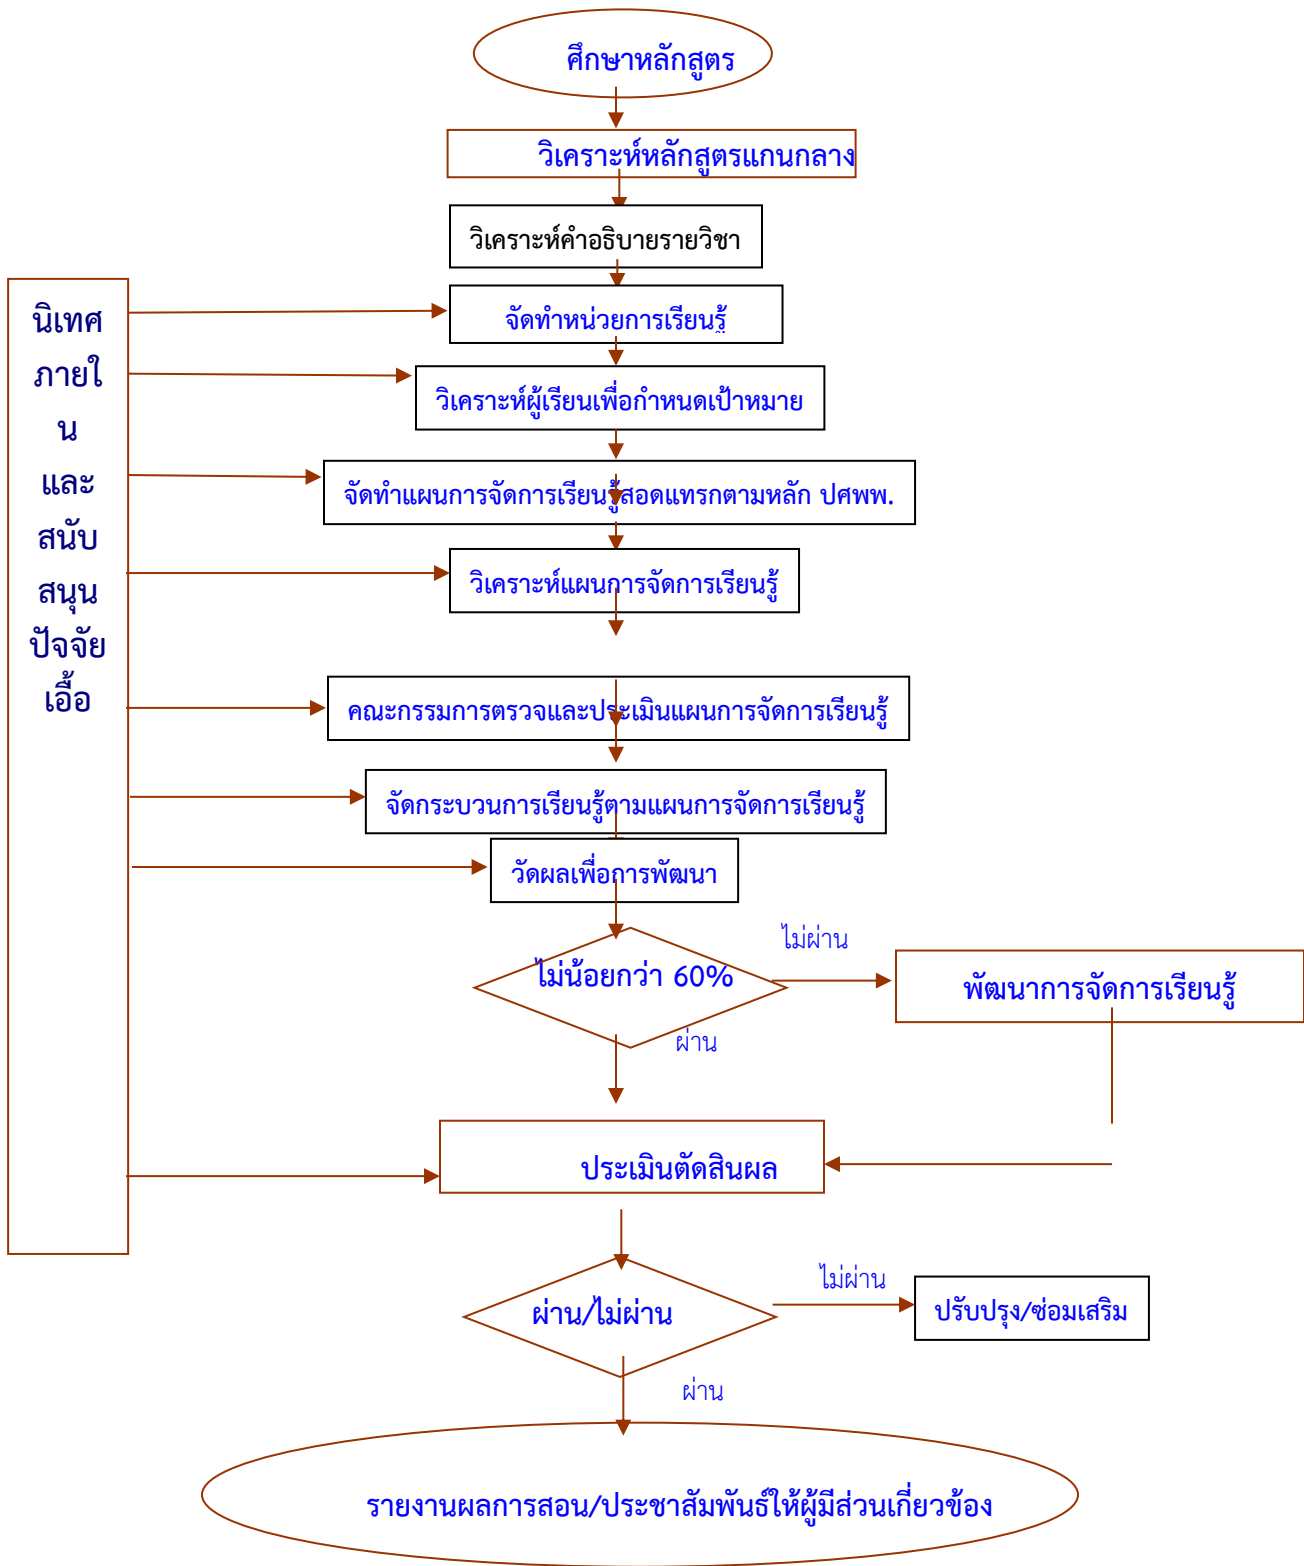 ศึกษาหลักสูตร
วิเคราะห์หลักสูตรแกนกลาง
วิเคราะห์คำอธิบายรายวิชา
นิเทศ
ภายใ
น
และ
สนับ
สนุน
ปัจจัย
เอื้อ
จัดทำหน่วยการเรียนรู้
วิเคราะห์ผู้เรียนเพื่อกำหนดเป้าหมาย
จัดทำแผนการจัดการเรียนรู้สอดแทรกตามหลัก ปศพพ.
วิเคราะห์แผนการจัดการเรียนรู้
คณะกรรมการตรวจและประเมินแผนการจัดการเรียนรู้
จัดกระบวนการเรียนรู้ตามแผนการจัดการเรียนรู้
วัดผลเพื่อการพัฒนา
ไม่น้อยกว่า 60%
ไม่ผ่าน
พัฒนาการจัดการเรียนรู้
ผ่าน
ประเมินตัดสินผล
ผ่าน/ไม่ผ่าน
ไม่ผ่าน
ปรับปรุง/ซ่อมเสริม
ผ่าน
รายงานผลการสอน/ประชาสัมพันธ์ให้ผู้มีส่วนเกี่ยวข้อง